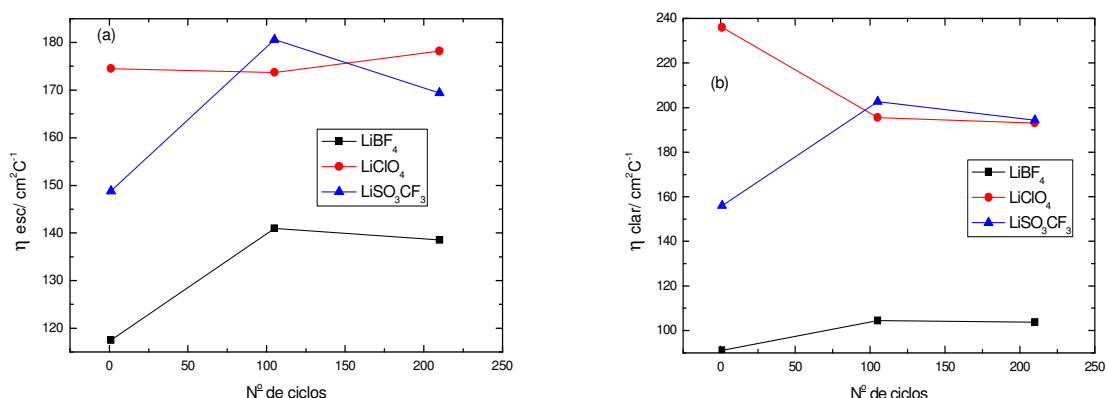 (a)
180
170
160
150
140
130
120
η esc/ cm²C⁻¹
LiBF₄
LiClO₄
LiSO₃CF₃
0 50 100 150 200 250
Nº de ciclos
(b)
240
220
200
180
160
140
120
100
η clar/ cm²C⁻¹
LiBF₄
LiClO₄
LiSO₃CF₃
0 50 100 150 200 250
Nº de ciclos